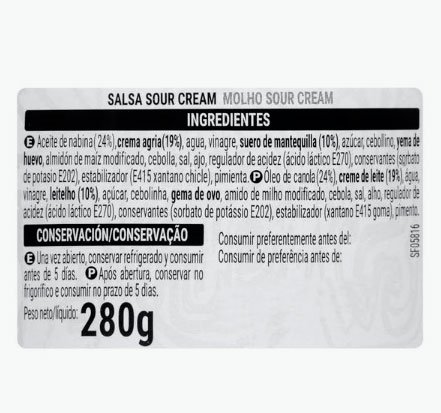 SALSA SOUR CREAM MOLHO SOUR CREAM
INGREDIENTES
E Aceite de nabina (24%), crema agria (19%), agua, vinagre, suero de mantequilla (10%), azúcar, cebollino, yema de
huevo, almidón de maíz modificado, cebolla, sal, ajo, regulador de acidez (ácido láctico E270), conservantes (sorbato
de potasio E202), estabilizador (E415 xantano chicle), pimienta. P Óleo de canola (24%), creme de leite (19%), água,
vinagre, leitelho (10%), açúcar, cebolinha, gema de ovo, amido de milho modificado, cebola, sal, alho, regulador de
acidez (ácido láctico E270), conservantes (sorbato de potássio E202), estabilizador (xantano E415 goma), pimento.
CONSERVACIÓN/CONSERVAÇÃO
E Una vez abierto, conservar refrigerado y consumir
antes de 5 días. P Após abertura, conservar no
frigorífico e consumir no prazo de 5 dias.
Consumir preferentemente antes del:
Consumir de preferência antes de:
SF05816
Peso neto/líquido: 280g